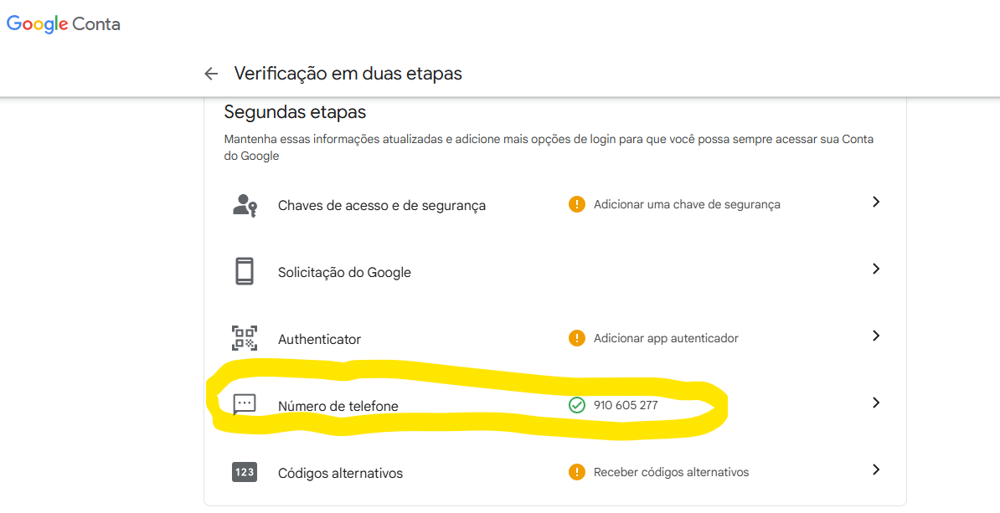 Google Conta
Verificação em duas etapas
Segundas etapas
Mantenha essas informações atualizadas e adicione mais opções de login para que você possa sempre acessar sua Conta
do Google
Chaves de acesso e de segurança
Adicionar uma chave de segurança
Solicitação do Google
Authenticator
Adicionar app autenticador
Número de telefone
910 605 277
123
Códigos alternativos
Receber códigos alternativos